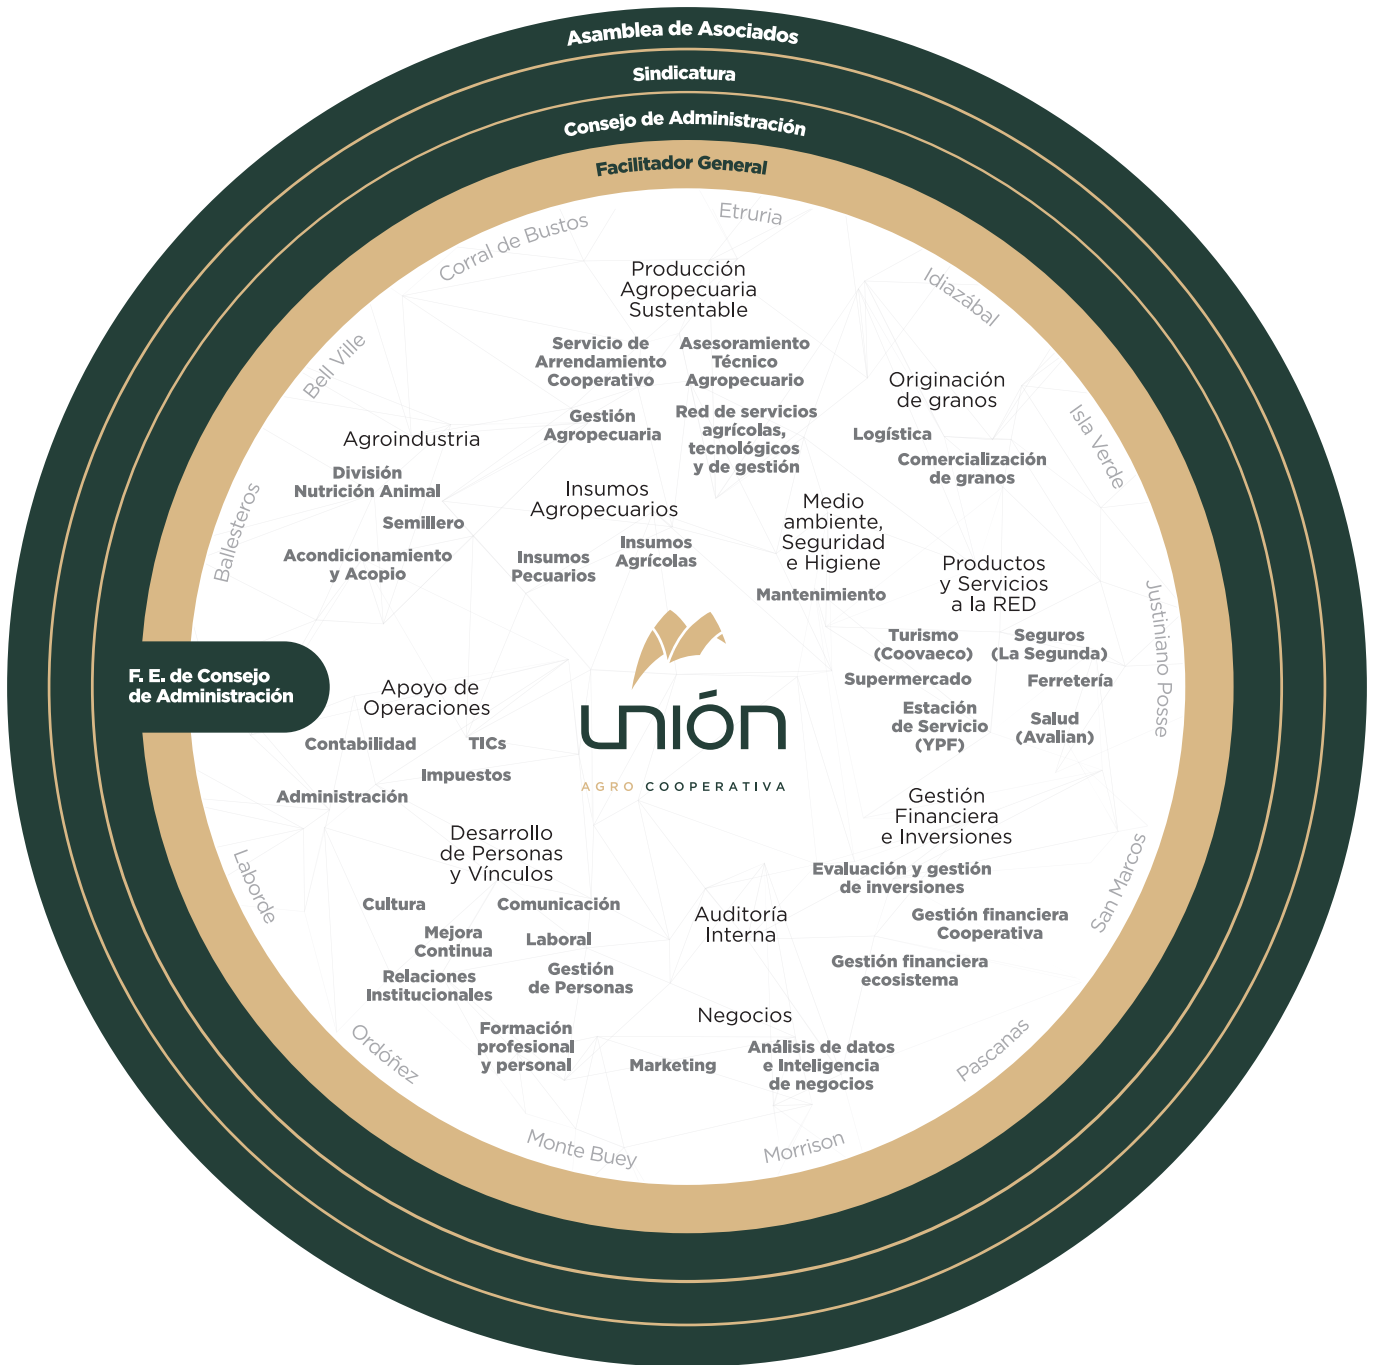 Asamblea de Asociados
Sindicatura
Consejo de Administración
Facilitador General
Etruria
Corral de Bustos
Idiazábal
Bell Ville
Isla Verde
Ballesteros
Justiniano Posse
Laborde
San Marcos
Ordóñez
Pascanas
Monte Buey
Morrison
Producción
Agropecuaria
Sustentable
Servicio de
Arrendamiento
Cooperativo
Asesoramiento
Técnico
Agropecuario
Gestión
Agropecuaria
Red de servicios
agrícolas,
tecnológicos
y de gestión
Originación
de granos
Logística
Comercialización
de granos
Agroindustria
División
Nutrición Animal
Semillero
Acondicionamiento
y Acopio
Insumos
Agropecuarios
Insumos
Pecuarios
Insumos
Agrícolas
Medio
ambiente,
Seguridad
e Higiene
Mantenimiento
Productos
y Servicios
a la RED
Turismo
(Coovaeco)
Seguros
(La Segunda)
Supermercado
Ferretería
Estación
de Servicio
(YPF)
Salud
(Avalian)
F. E. de Consejo
de Administración
Apoyo de
Operaciones
Contabilidad
TICs
Impuestos
Administración
unión
AGRO COOPERATIVA
Gestión
Financiera
e Inversiones
Evaluación y gestión
de inversiones
Gestión financiera
Cooperativa
Gestión financiera
ecosistema
Desarrollo
de Personas
y Vínculos
Cultura
Comunicación
Mejora
Continua
Laboral
Relaciones
Institucionales
Gestión
de Personas
Formación
profesional
y personal
Auditoría
Interna
Negocios
Marketing
Análisis de datos
e Inteligencia
de negocios